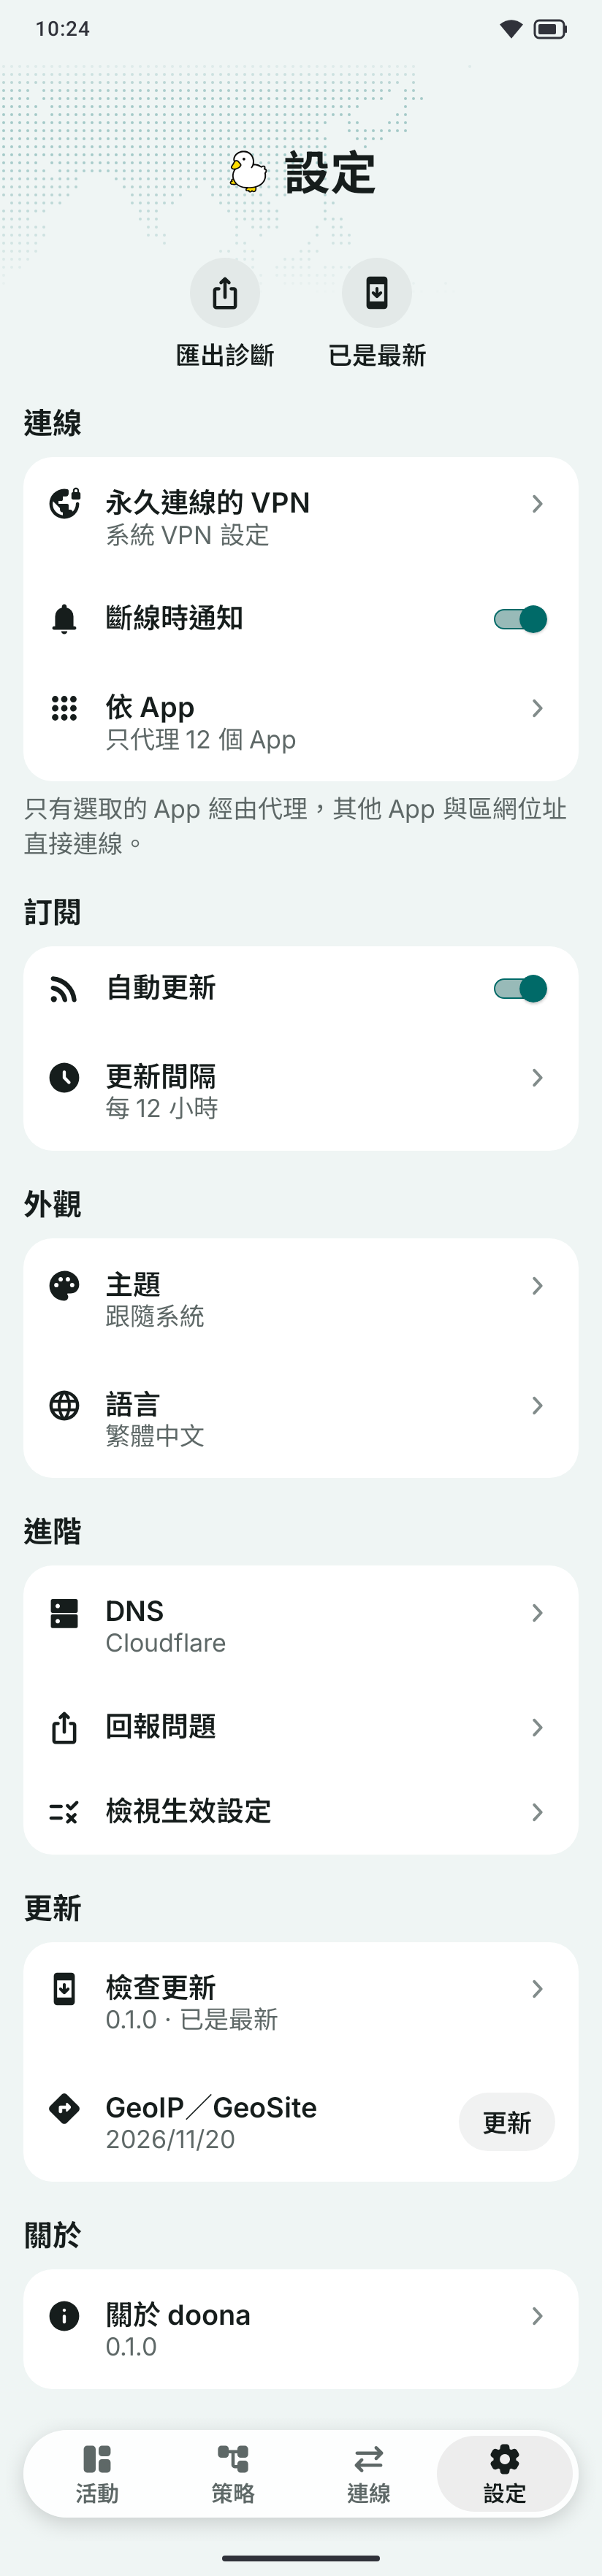 10:24
設定
匯出診斷
已是最新
連線
永久連線的 VPN
系統 VPN 設定
斷線時通知
依 App
只代理 12 個 App
只有選取的 App 經由代理，其他 App 與區網位址
直接連線。
訂閱
自動更新
更新間隔
每 12 小時
外觀
主題
跟隨系統
語言
繁體中文
進階
DNS
Cloudflare
回報問題
檢視生效設定
更新
檢查更新
0.1.0 · 已是最新
GeoIP／GeoSite
2026/11/20
更新
關於
關於 doona
0.1.0
活動
策略
連線
設定